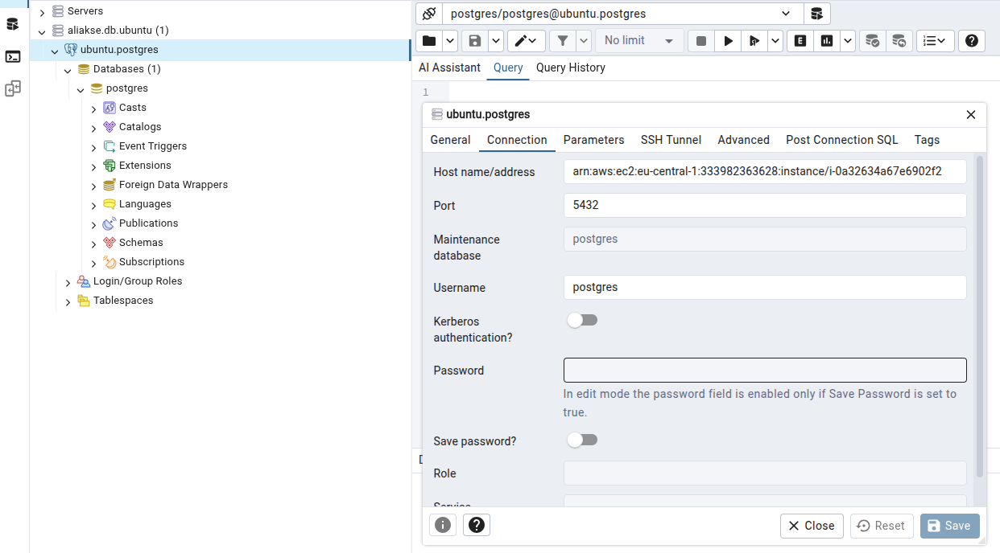 Servers
aliakse.db.ubuntu (1)
ubuntu.postgres
Databases (1)
postgres
Casts
Catalogs
Event Triggers
Extensions
Foreign Data Wrappers
Languages
Publications
Schemas
Subscriptions
Login/Group Roles
Tablespaces
postgres/postgres@ubuntu.postgres
No limit
E
AI Assistant Query Query History
1
ubuntu.postgres
General Connection Parameters SSH Tunnel Advanced Post Connection SQL Tags
Host name/address arn:aws:ec2:eu-central-1:333982363628:instance/i-0a32634a67e6902f2
Port 5432
Maintenance postgres
database
Username postgres
Kerberos
authentication?
Password
In edit mode the password field is enabled only if Save Password is set to
true.
Save password?
Role
Service
Close Reset Save